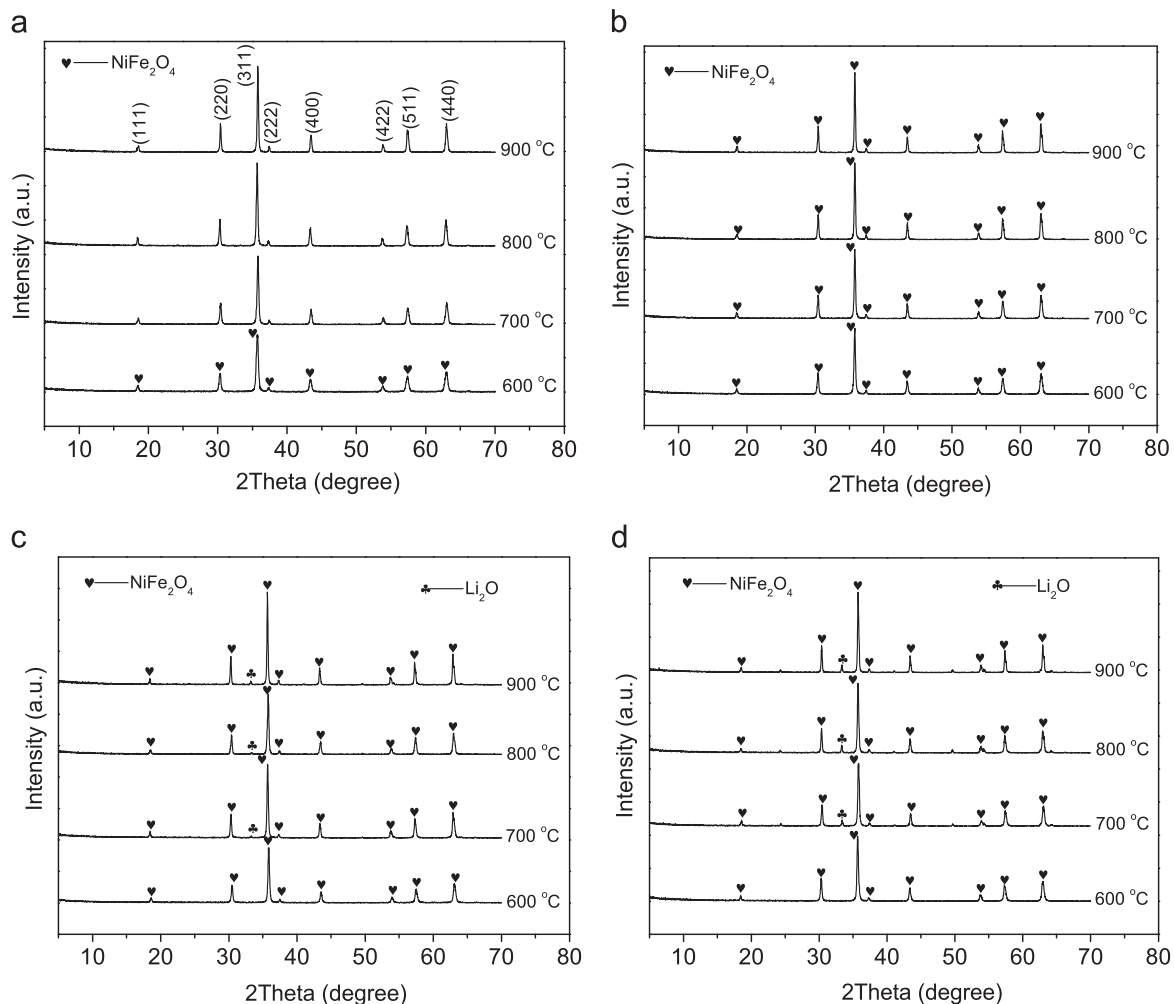 a
♥—NiFe₂O₄
(111)
(220)
(311)
(222)
(400)
(422)
(511)
(440)
900 °C
800 °C
700 °C
600 °C
Intensity (a.u.)
10 20 30 40 50 60 70 80
2Theta (degree)
b
♥—NiFe₂O₄
900 °C
800 °C
700 °C
600 °C
Intensity (a.u.)
10 20 30 40 50 60 70 80
2Theta (degree)
c
♥—NiFe₂O₄
♣—Li₂O
900 °C
800 °C
700 °C
600 °C
Intensity (a.u.)
10 20 30 40 50 60 70 80
2Theta (degree)
d
♥—NiFe₂O₄
♣—Li₂O
900 °C
800 °C
700 °C
600 °C
Intensity (a.u.)
10 20 30 40 50 60 70 80
2Theta (degree)